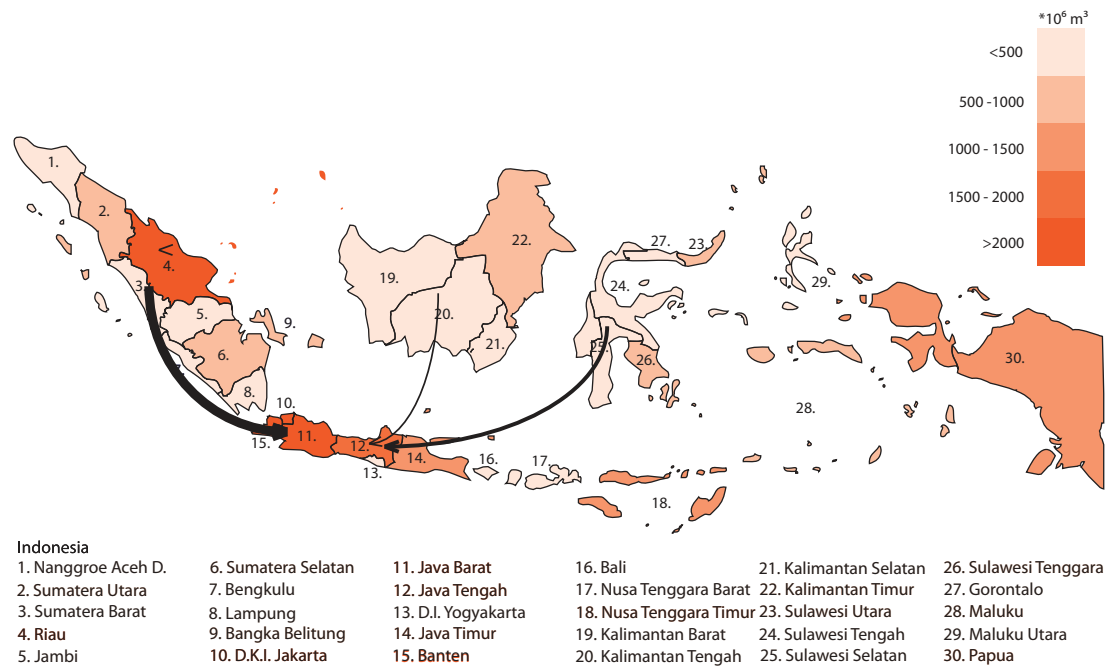 *10⁶ m³
<500
500 -1000
1000 - 1500
1500 - 2000
>2000
1.
2.
3.
<
4.
5.
6.
7.
8.
9.
10.
11.
12.
13.
14.
15.
16.
17.
18.
19.
20.
21.
22.
23.
24.
25.
26.
27.
28.
29.
30.
Indonesia
1. Nanggroe Aceh D.
2. Sumatera Utara
3. Sumatera Barat
4. Riau
5. Jambi
6. Sumatera Selatan
7. Bengkulu
8. Lampung
9. Bangka Belitung
10. D.K.I. Jakarta
11. Java Barat
12. Java Tengah
13. D.I. Yogyakarta
14. Java Timur
15. Banten
16. Bali
17. Nusa Tenggara Barat
18. Nusa Tenggara Timur
19. Kalimantan Barat
20. Kalimantan Tengah
21. Kalimantan Selatan
22. Kalimantan Timur
23. Sulawesi Utara
24. Sulawesi Tengah
25. Sulawesi Selatan
26. Sulawesi Tenggara
27. Gorontalo
28. Maluku
29. Maluku Utara
30. Papua